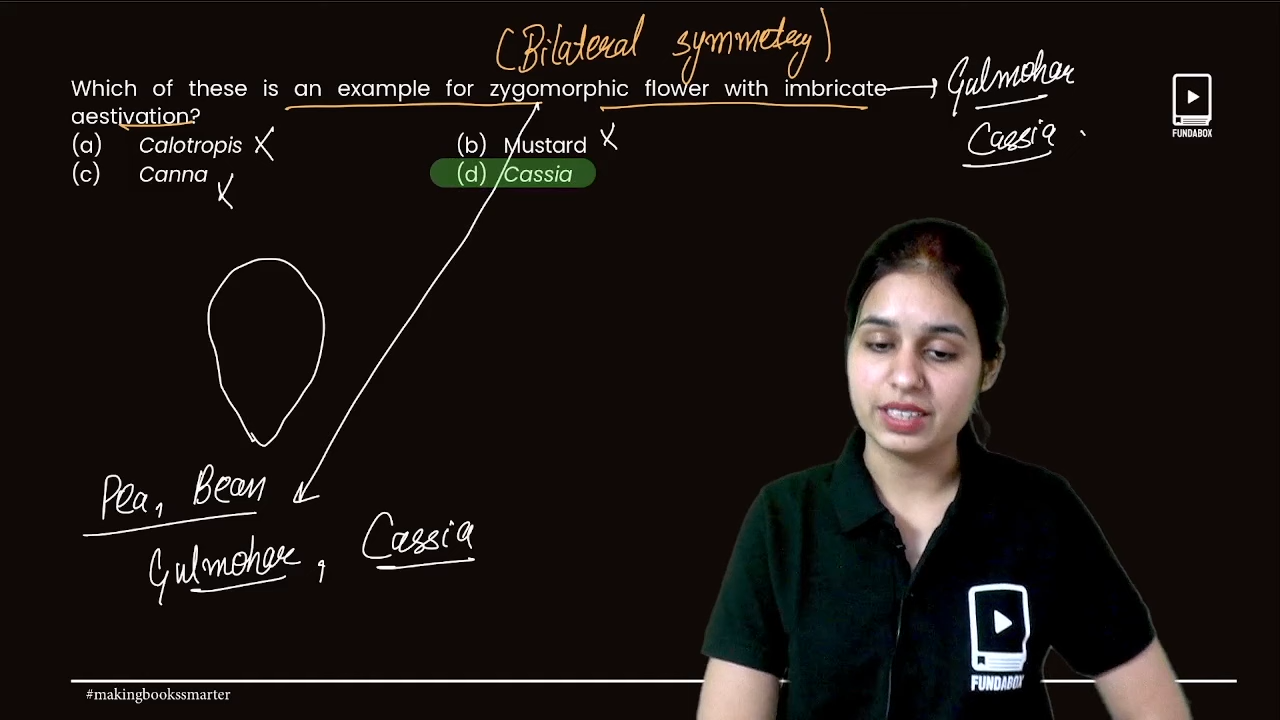 (Bilateral symmetery)
Which of these is an example for zygomorphic flower with imbricate → Gulmohar
aestivation?
Cassia
FUNDABOX
(a) Calotropis X (b) Mustard X
(c) Canna X (d) Cassia
Pea, Bean
Gulmohar, Cassia
FUNDABOX
#makingbookssmarter